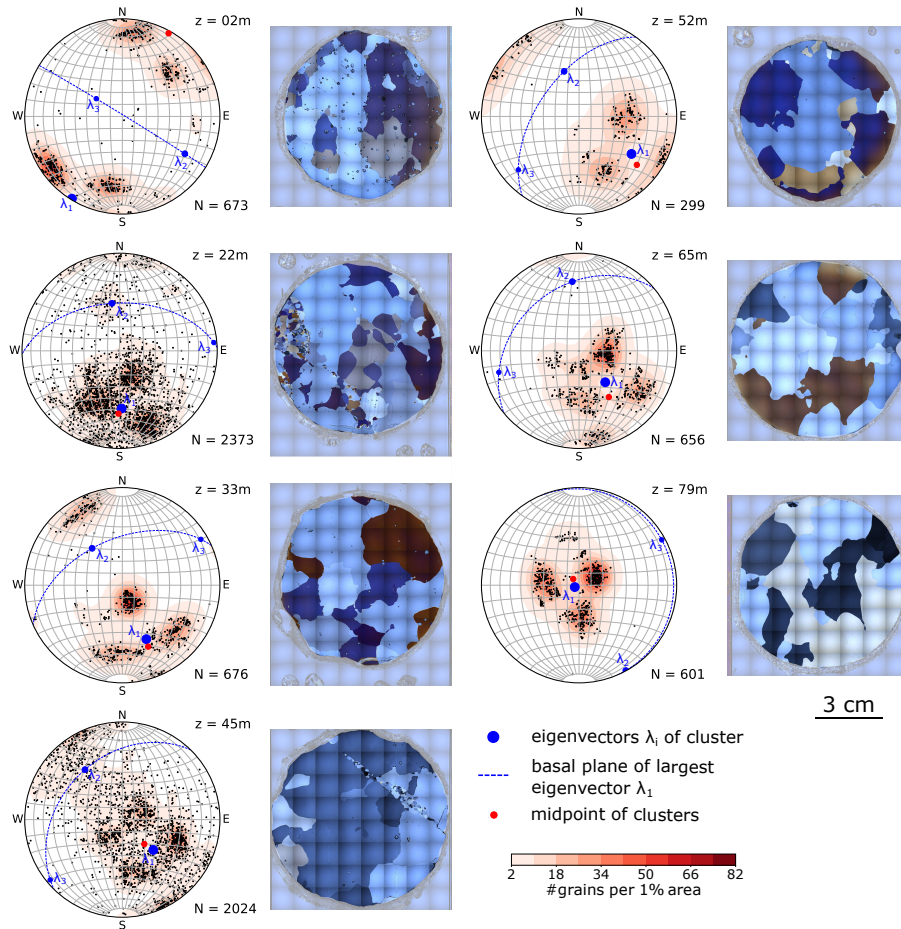 N
z = 02m
W
E
λ₃
λ₂
λ₁
S
N = 673
N
z = 52m
W
E
λ₂
λ₁
λ₃
S
N = 299
N
z = 22m
W
E
λ₂
λ₃
S
N = 2373
N
z = 65m
W
E
λ₂
λ₁
λ₃
S
N = 656
N
z = 33m
W
E
λ₃
λ₂
λ₁
S
N = 676
N
z = 79m
W
E
λ₃
λ₁
λ₂
S
N = 601
3 cm
N
z = 45m
W
E
λ₂
λ₁
λ₃
S
N = 2024
eigenvectors λᵢ of cluster
basal plane of largest
eigenvector λ₁
midpoint of clusters
2 18 34 50 66 82
#grains per 1% area